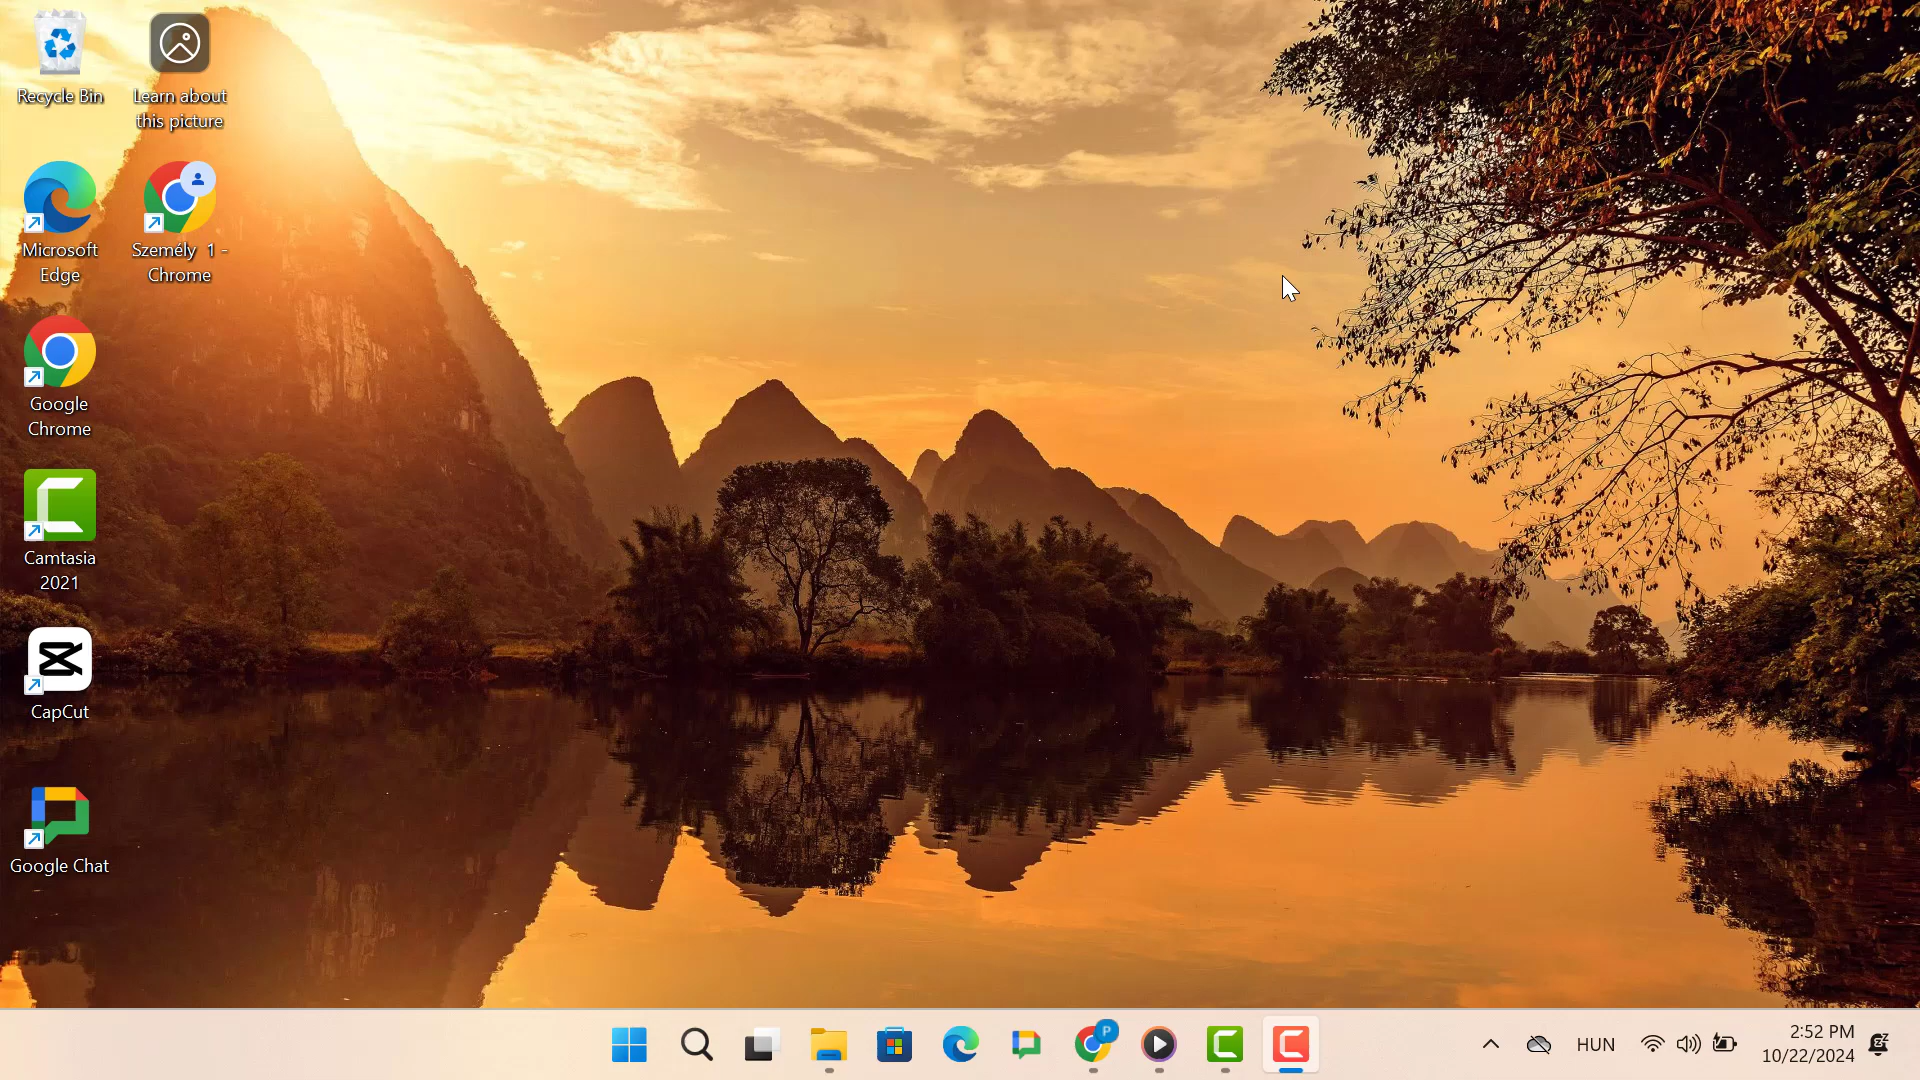 Recycle Bin
Learn about
this picture
Microsoft
Edge
Személy 1 -
Chrome
Google
Chrome
Camtasia
2021
CapCut
Google Chat
P
HUN
2:52 PM
10/22/2024